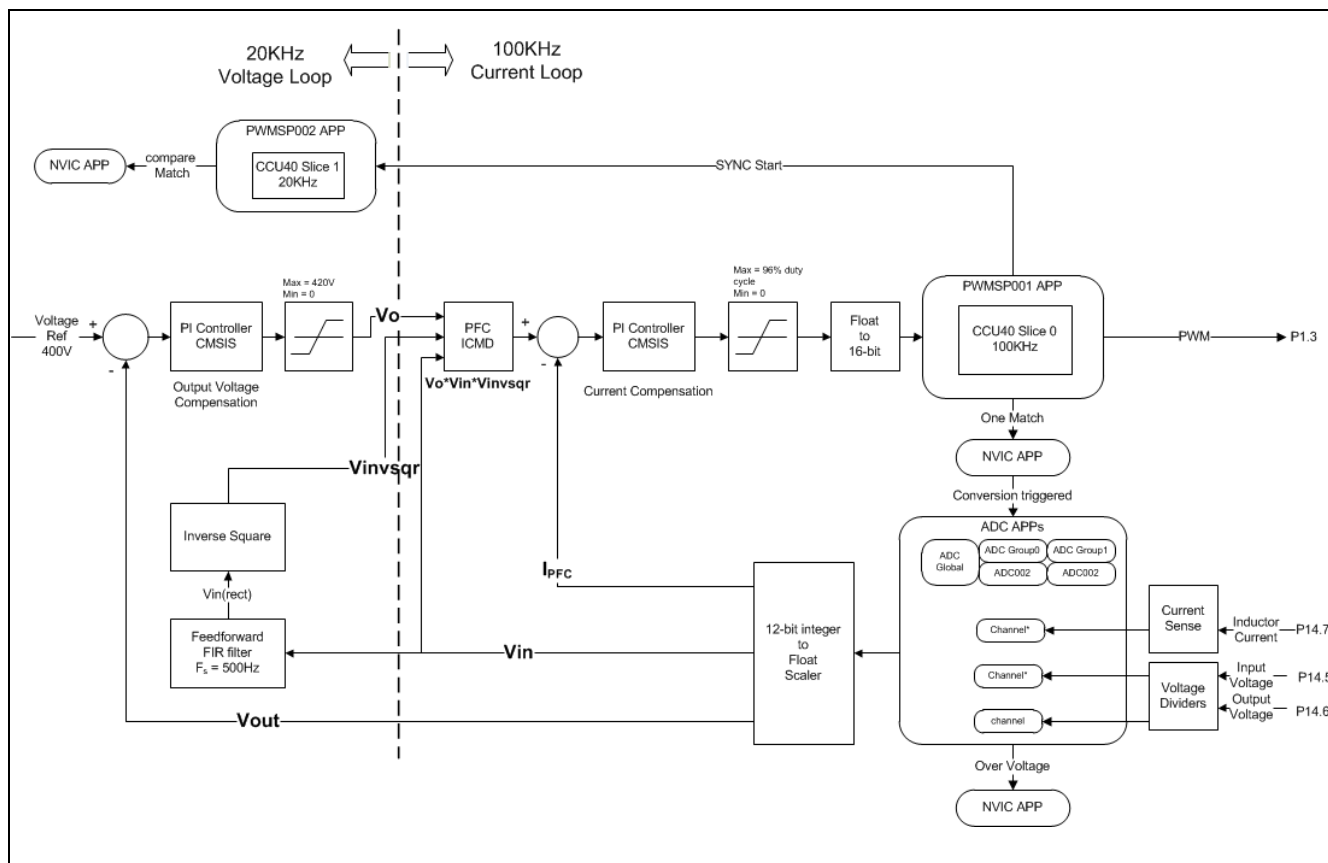 20KHz
Voltage Loop
100KHz
Current Loop
PWMSP002 APP
CCU40 Slice 1
20KHz
NVIC APP
compare
Match
SYNC Start
Voltage
Ref
400V
+
-
PI Controller
CMSIS
Output Voltage
Compensation
Max = 420V
Min = 0
Vo
PFC
ICMD
Vo*Vin*Vinvsqr
+
-
PI Controller
CMSIS
Current Compensation
Max = 96% duty
cycle
Min = 0
Float
to
16-bit
PWMSP001 APP
CCU40 Slice 0
100KHz
PWM
P1.3
One Match
NVIC APP
Conversion triggered
ADC APPs
ADC
Global
ADC Group0
ADC Group1
ADC002
ADC002
Channel*
Channel*
channel
Current
Sense
Inductor
Current
P14.7
Voltage
Dividers
Input
Voltage
P14.5
Output
Voltage
P14.6
Over Voltage
NVIC APP
12-bit integer
to
Float
Scaler
IPFC
Vin
Vout
Vinvsqr
Inverse Square
Vin(rect)
Feedforward
FIR filter
Fs = 500Hz